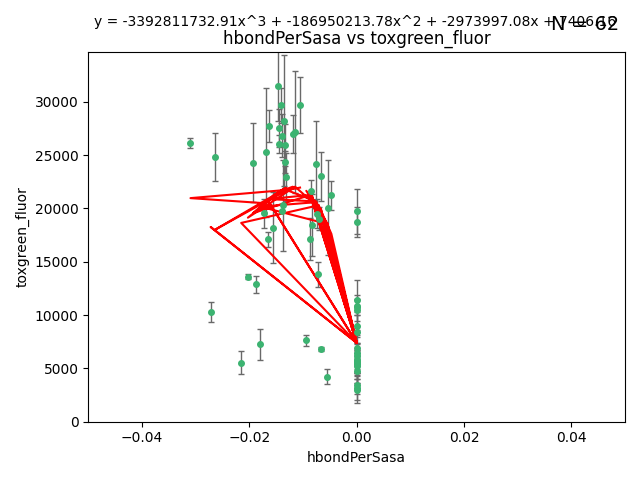 y = -3392811732.91x^3 + -186950213.78x^2 + -2973997.08x +
N = 62
hbondPerSasa vs toxgreen_fluor
30000
25000
20000
15000
10000
5000
0
toxgreen_fluor
−0.04 −0.02 0.00 0.02 0.04
hbondPerSasa